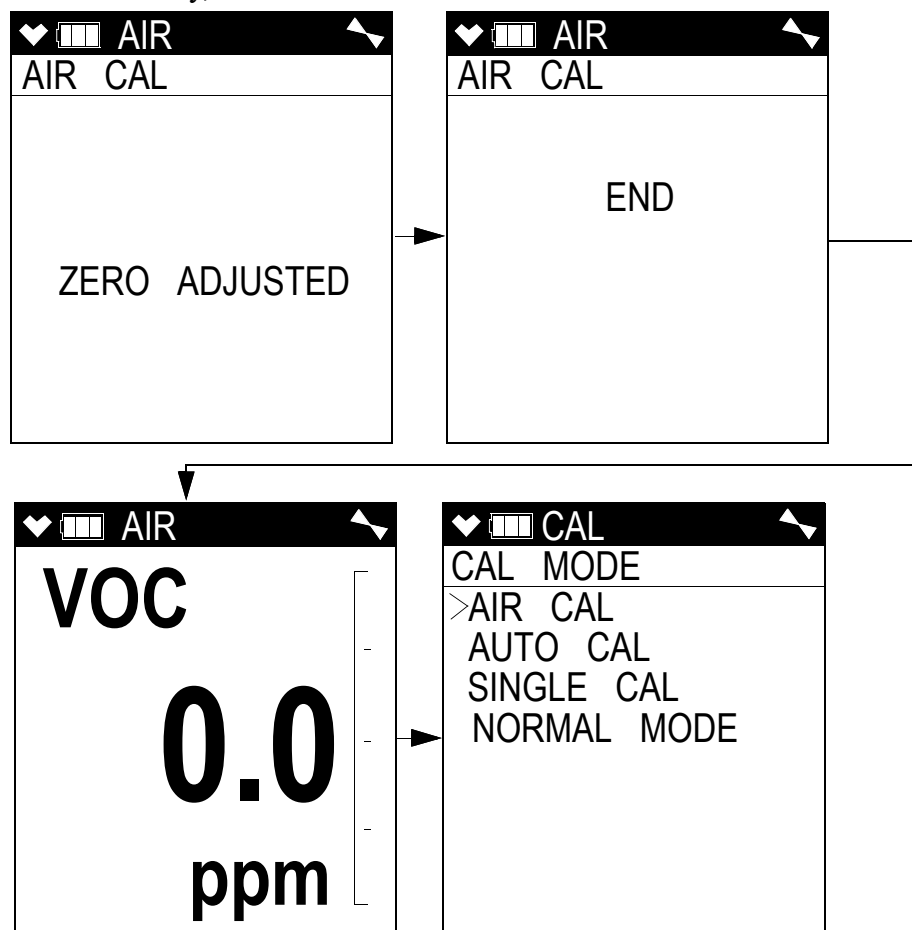 AIR
AIR CAL
ZERO ADJUSTED
AIR
AIR CAL
END
AIR
VOC
0.0
ppm
CAL
CAL MODE
>AIR CAL
AUTO CAL
SINGLE CAL
NORMAL MODE